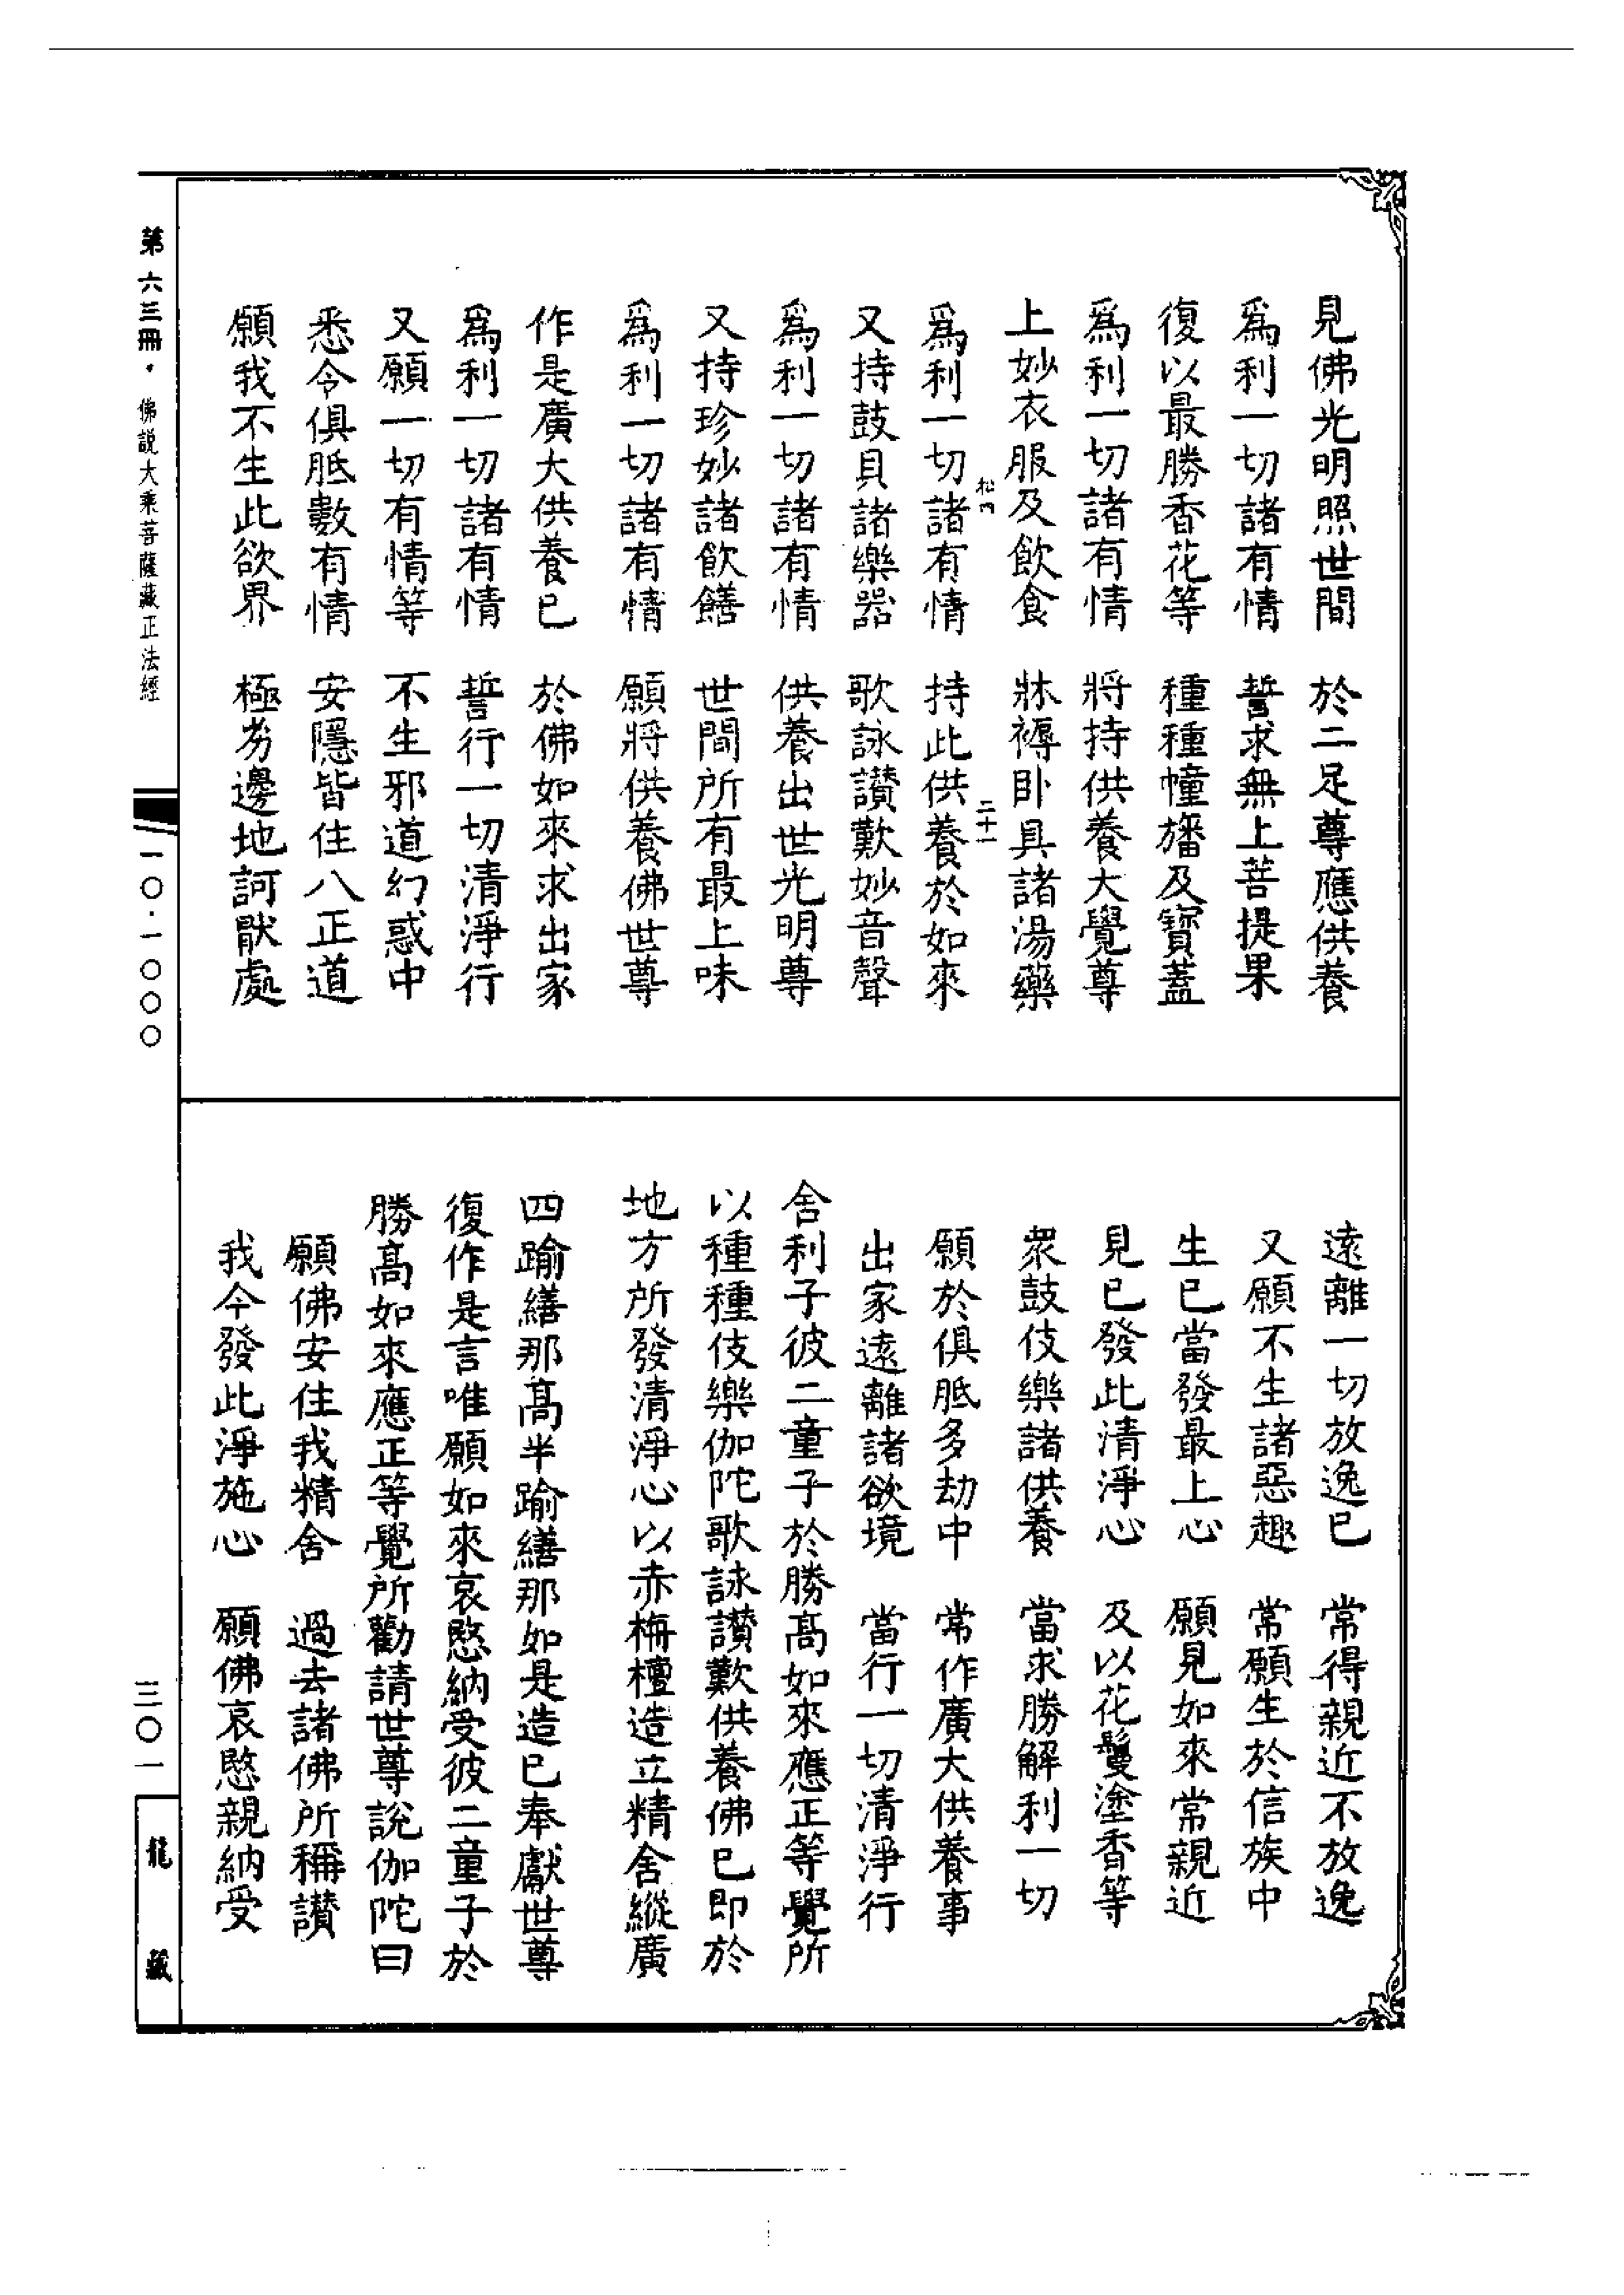 見佛光明照世間　於二足尊應供養
爲利一切諸有情　誓求無上菩提果
復以最勝香花等　種種幢旛及寶蓋
爲利一切諸有情　將持供養大覺尊
上妙衣服及飲食　牀褥卧具諸湯藥
松四　二十一
爲利一切諸有情　持此供養於如來
又持鼓具諸樂器　歌詠讃歎妙音聲
爲利一切諸有情　供養出世光明尊
又持珍妙諸飲饍　世間所有最上味
爲利一切諸有情　願將供養佛世尊
作是廣大供養已　於佛如來求出家
爲利一切諸有情　誓行一切清淨行
又願一切有情等　不生邪道幻惑中
悉令俱胝數有情　安隱皆住八正道
願我不生此欲界　極劣邊地訶厭處
遠離一切放逸已　常得親近不放逸
又願不生諸惡趣　常願生於信族中
生已當發最上心　願見如來常親近
見已發此清淨心　及以花鬘塗香等
衆鼓伎樂諸供養　當求勝解利一切
願於俱胝多劫中　常作廣大供養事
出家遠離諸欲境　當行一切清淨行
舍利子彼二童子於勝高如來應正等覺所
以種種伎樂伽陀歌詠讃歎供養佛已即於
地方所發清淨心以赤栴檀造立精舍縱廣
四踰繕那高半踰繕那如是造已奉獻世尊
復作是言唯願如來哀愍納受彼二童子於
勝高如來應正等覺所勸請世尊說伽陀曰
願佛安住我精舍　過去諸佛所稱讃
我今發此淨施心　願佛哀愍親納受
第六三冊・佛説大乘菩薩藏正法經
一〇・一〇〇〇
三〇一
龍藏